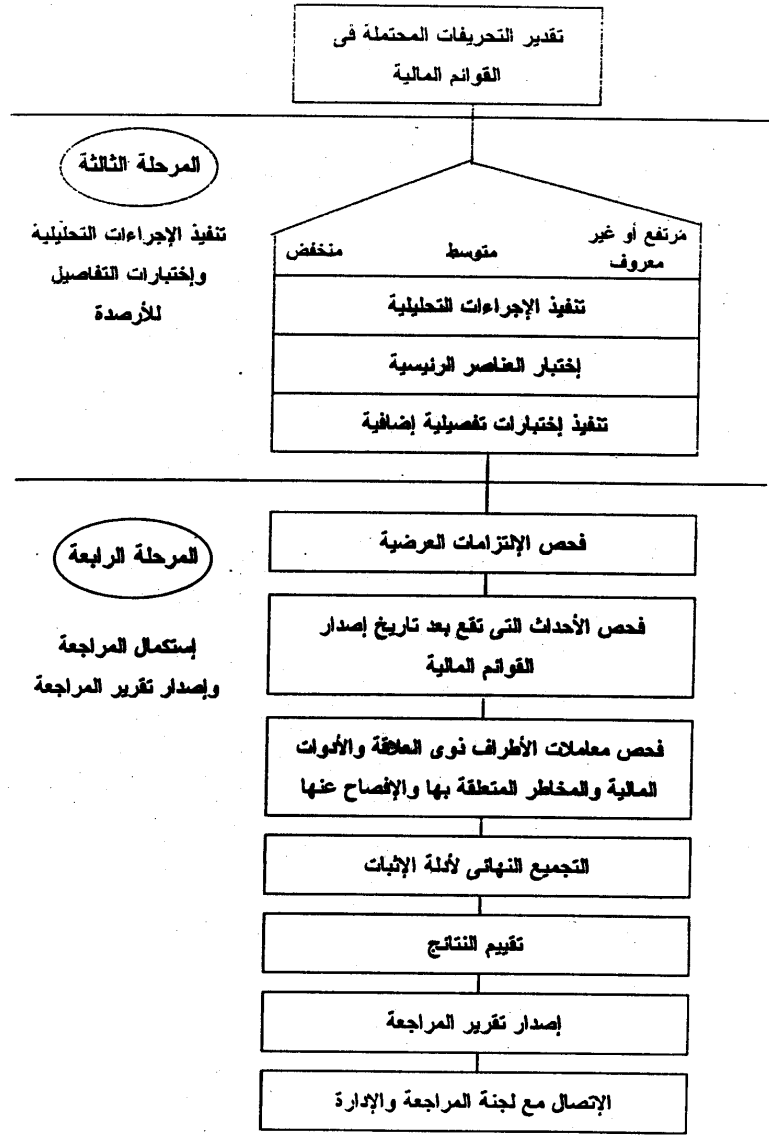 تقدير التحريفات المحتملة فى
القوائم المالية
المرحلة الثالثة
تنفيذ الإجراءات التحليلية
وإختبارات التفاصيل
للأرصدة
مرتفع أو غير
معروف
متوسط
منخفض
تنفيذ الإجراءات التحليلية
إختبار العناصر الرئيسية
تنفيذ إختبارات تفصيلية إضافية
المرحلة الرابعة
إستكمال المراجعة
وإصدار تقرير المراجعة
فحص الإلتزامات العرضية
فحص الأحداث التى تقع بعد تاريخ إصدار
القوائم المالية
فحص معاملات الأطراف ذوى العلاقة والأدوات
المالية والمخاطر المتعلقة بها والإفصاح عنها
التجميع النهائى لأدلة الإثبات
تقييم النتائج
إصدار تقرير المراجعة
الإتصال مع لجنة المراجعة والإدارة